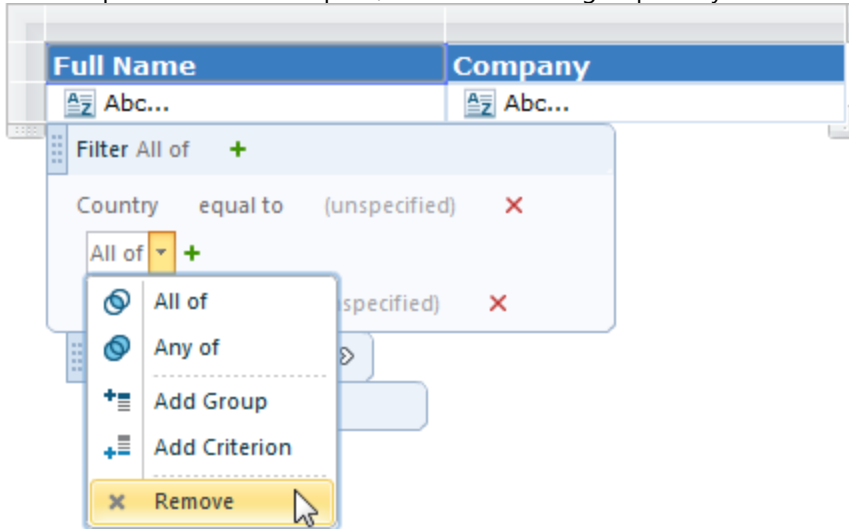 Full Name Company
Abc... Abc...
Filter All of
Country equal to (unspecified)
All of
All of
specified)
Any of
Add Group
Add Criterion
Remove